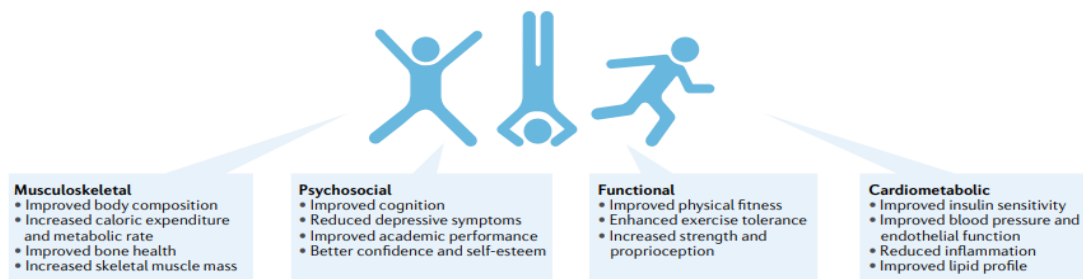 Musculoskeletal
• Improved body composition
• Increased caloric expenditure
and metabolic rate
• Improved bone health
• Increased skeletal muscle mass
Psychosocial
• Improved cognition
• Reduced depressive symptoms
• Improved academic performance
• Better confidence and self-esteem
Functional
• Improved physical fitness
• Enhanced exercise tolerance
• Increased strength and
proprioception
Cardiometabolic
• Improved insulin sensitivity
• Improved blood pressure and
endothelial function
• Reduced inflammation
• Improved lipid profile